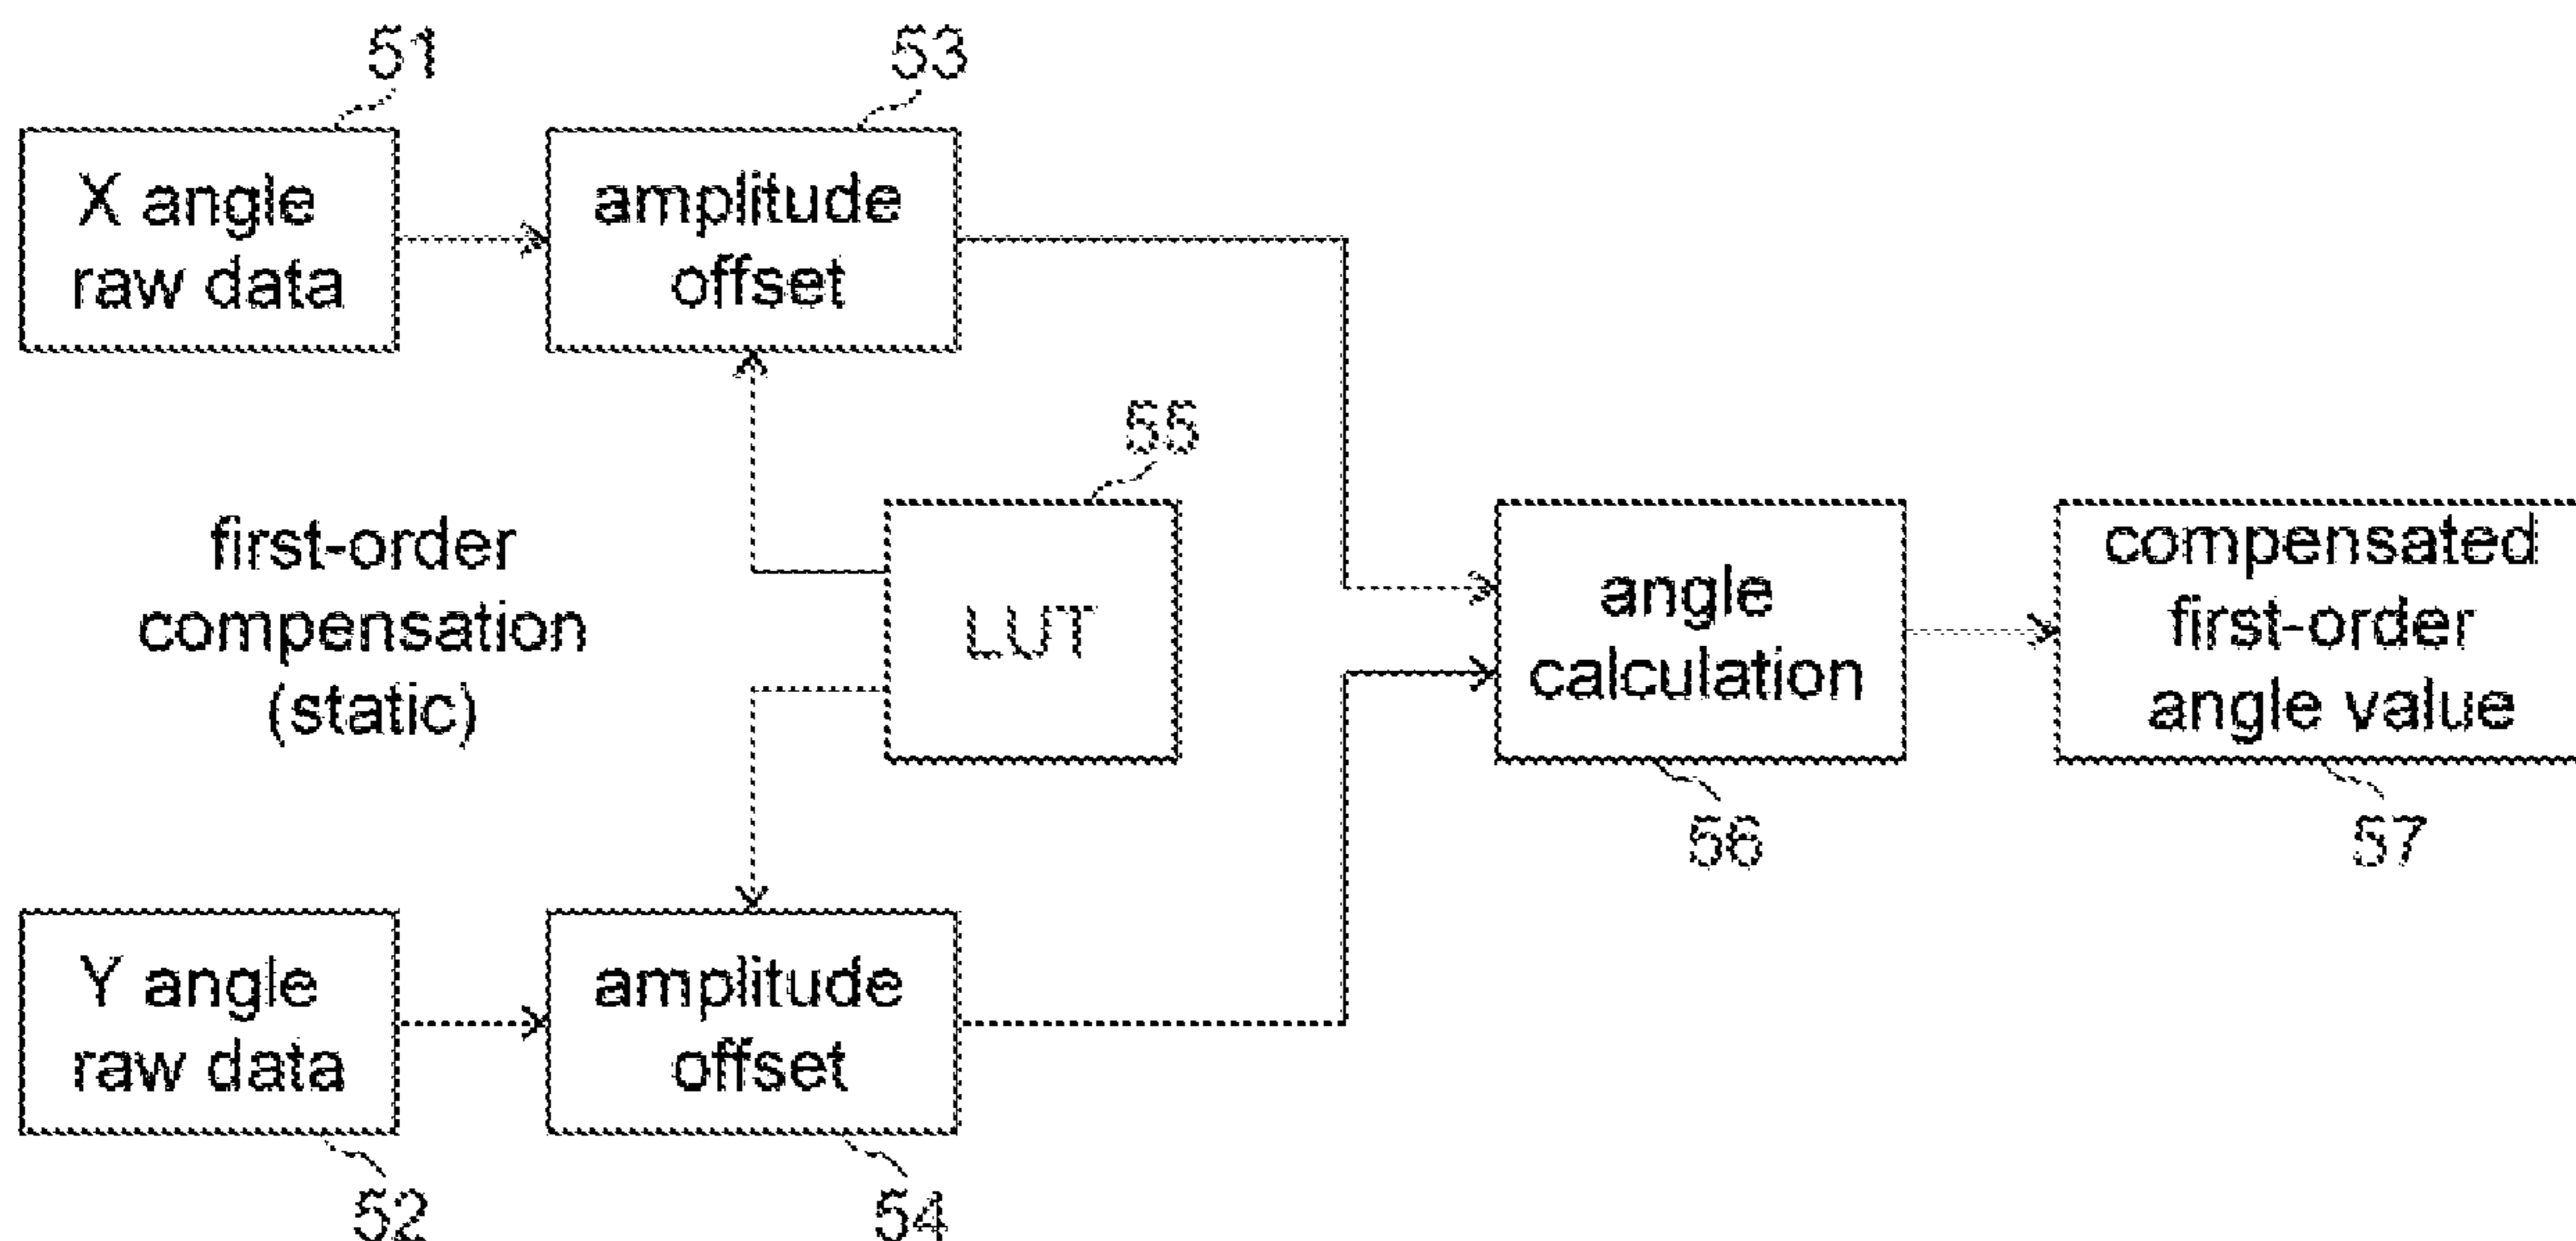 51
53
X angle
raw data
amplitude
offset
55
first-order
compensation
(static)
LUT
angle
calculation
compensated
first-order
angle value
56
57
Y angle
raw data
amplitude
offset
52
54